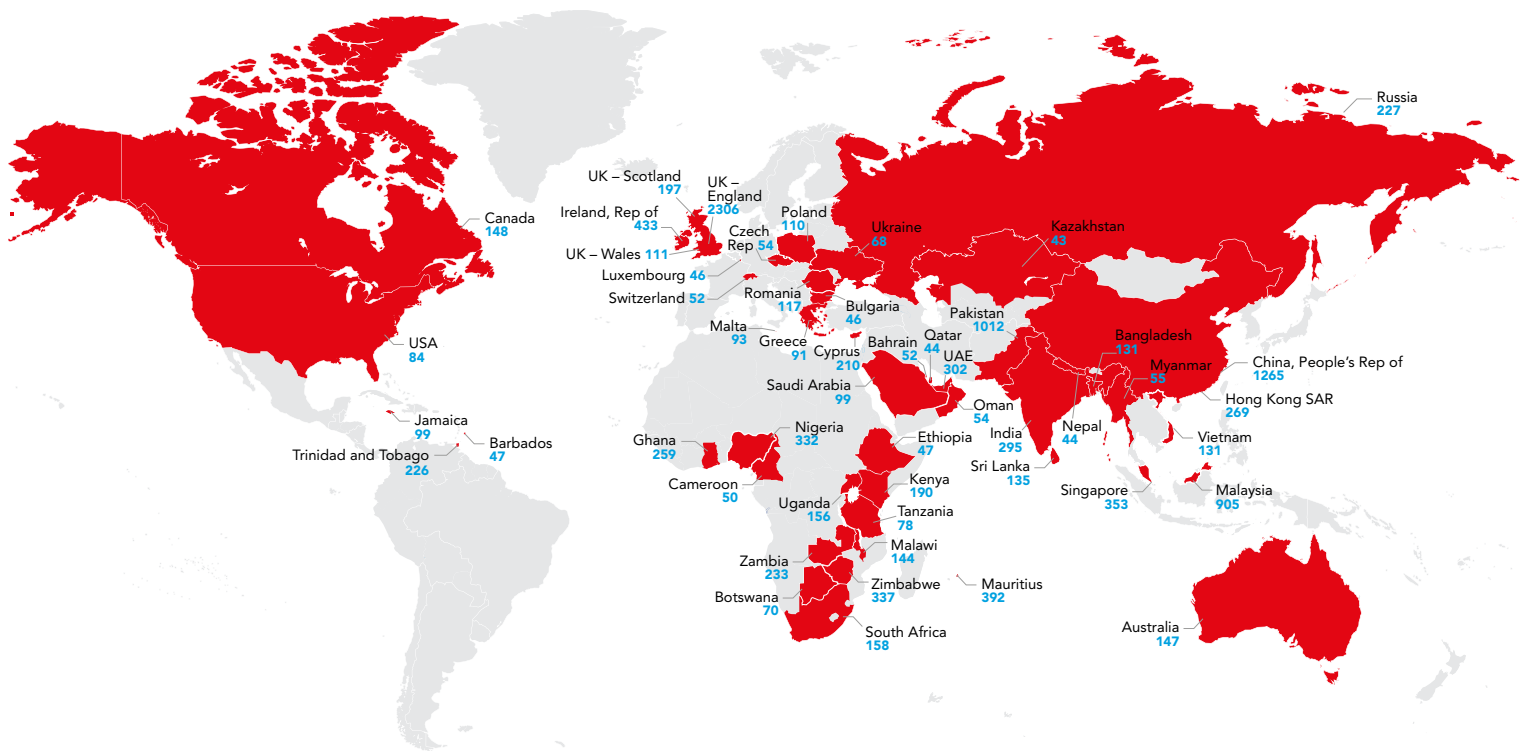 Russia
227
UK – Scotland
197
UK –
England
2306
Ireland, Rep of
433
UK – Wales 111
Luxembourg 46
Switzerland 52
Czech
Rep 54
Poland
110
Ukraine
68
Kazakhstan
43
Canada
148
USA
84
Romania
117
Bulgaria
46
Malta
93
Greece
91
Cyprus
210
Bahrain
52
Qatar
44
UAE
302
Pakistan
1012
Bangladesh
131
Myanmar
55
China, People’s Rep of
1265
Hong Kong SAR
269
Saudi Arabia
99
Oman
54
India
295
Nepal
44
Vietnam
131
Sri Lanka
135
Singapore
353
Malaysia
905
Jamaica
99
Barbados
47
Trinidad and Tobago
226
Ghana
259
Nigeria
332
Cameroon
50
Ethiopia
47
Kenya
190
Uganda
156
Tanzania
78
Malawi
144
Zambia
233
Zimbabwe
337
Mauritius
392
Botswana
70
South Africa
158
Australia
147